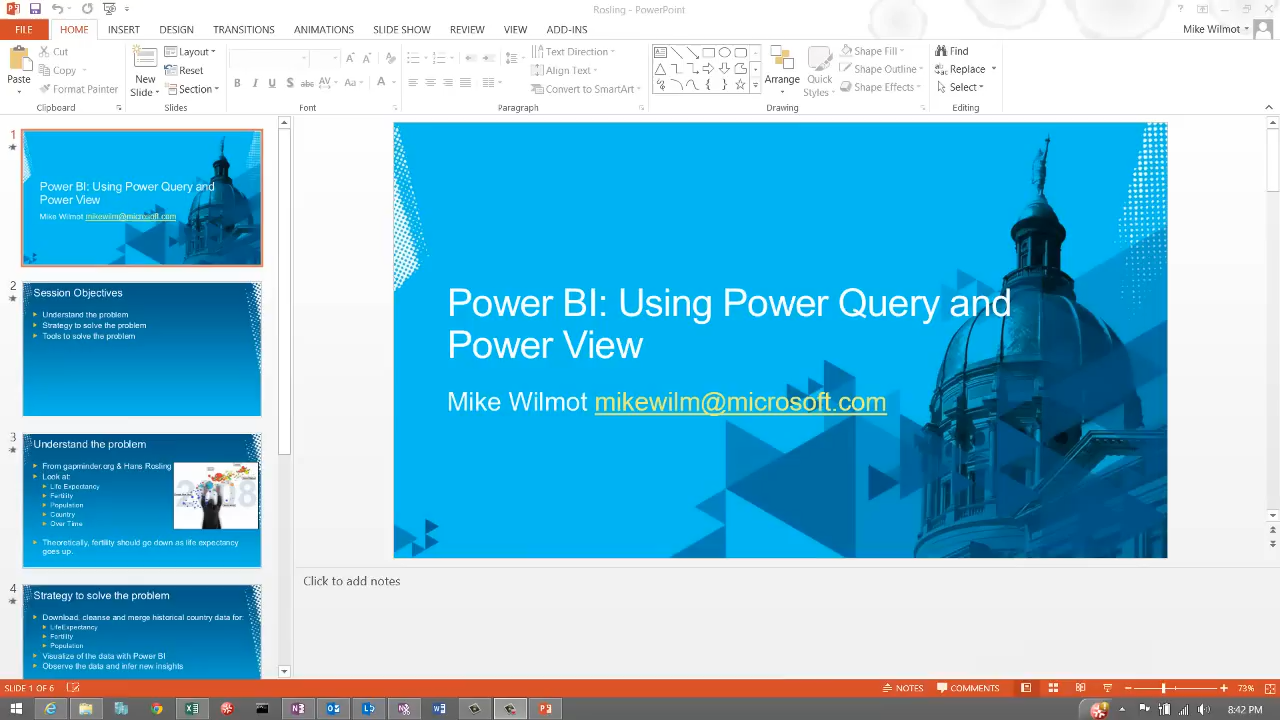 Rosling - PowerPoint
FILE HOME INSERT DESIGN TRANSITIONS ANIMATIONS SLIDE SHOW REVIEW VIEW ADD-INS Mike Wilmot
Paste
Cut
Copy
Format Painter
Clipboard
New
Slide
Layout
Reset
Section
Slides
Font
Text Direction
Align Text
Convert to SmartArt
Paragraph
Arrange
Quick
Styles
Shape Fill
Shape Outline
Shape Effects
Drawing
Find
Replace
Select
Editing
1
Power BI: Using Power Query and
Power View
Mike Wilmot mikewilm@microsoft.com
2
Session Objectives
Understand the problem
Strategy to solve the problem
Tools to solve the problem
3
Understand the problem
From gapminder.org & Hans Rosling
Look at:
Life Expectancy
Fertility
Population
Country
Over Time
Theoretically, fertility should go down as life expectancy
goes up.
4
Strategy to solve the problem
Download, cleanse and merge historical country data for:
LifeExpectancy
Fertility
Population
Visualize of the data with Power BI
Observe the data and infer new insights
Power BI: Using Power Query and
Power View
Mike Wilmot mikewilm@microsoft.com
Click to add notes
SLIDE 1 OF 6 NOTES COMMENTS 73%
8:42 PM